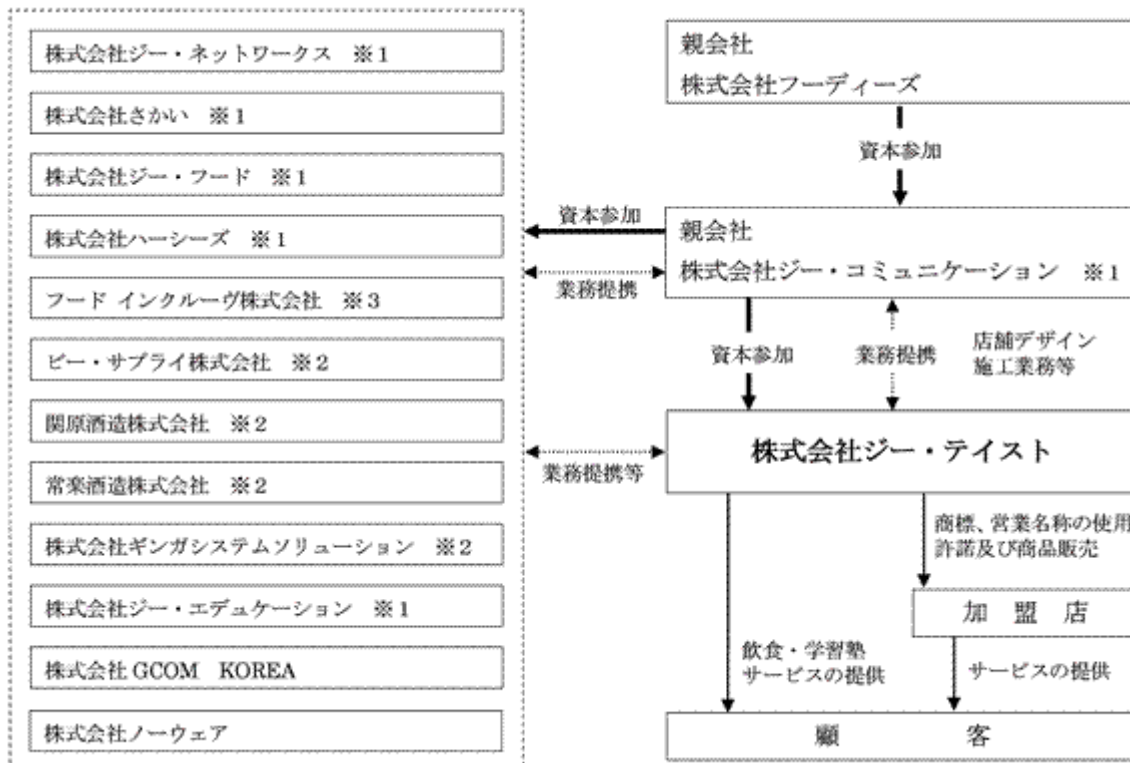 株式会社ジー・ネットワークス ※1
株式会社さかい ※1
株式会社ジー・フード ※1
株式会社ハーシーズ ※1
フード インクルーヴ株式会社 ※3
ビー・サプライ株式会社 ※2
関原酒造株式会社 ※2
常楽酒造株式会社 ※2
株式会社ギンガシステムソリューション ※2
株式会社ジー・エデュケーション ※1
株式会社 GCOM KOREA
株式会社ノーウェア
親会社
株式会社フーディーズ
資本参加
資本参加
業務提携
親会社
株式会社ジー・コミュニケーション ※1
資本参加
業務提携
店舗デザイン
施工業務等
業務提携等
株式会社ジー・テイスト
商標、営業名称の使用
許諾及び商品販売
加 盟 店
飲食・学習塾
サービスの提供
サービスの提供
顧 客